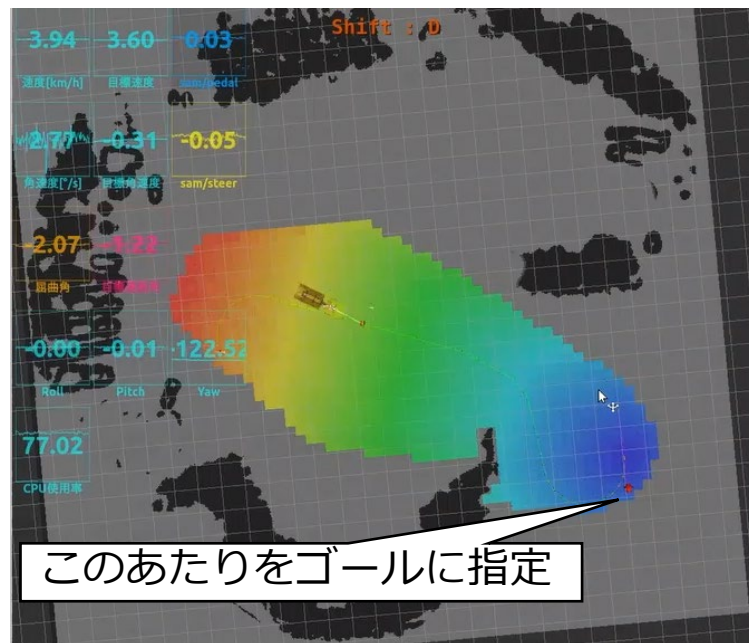 Shift : D
3.94 3.60 0.03
速度[km/h] 目標速度 sam/pedal
-2.77 -0.31 -0.05
角速度[°/s] 目標角速度 sam/steer
-2.07
屈曲角
-0.00 -0.01 122.52
Roll Pitch Yaw
77.02
CPU使用率
このあたりをゴールに指定